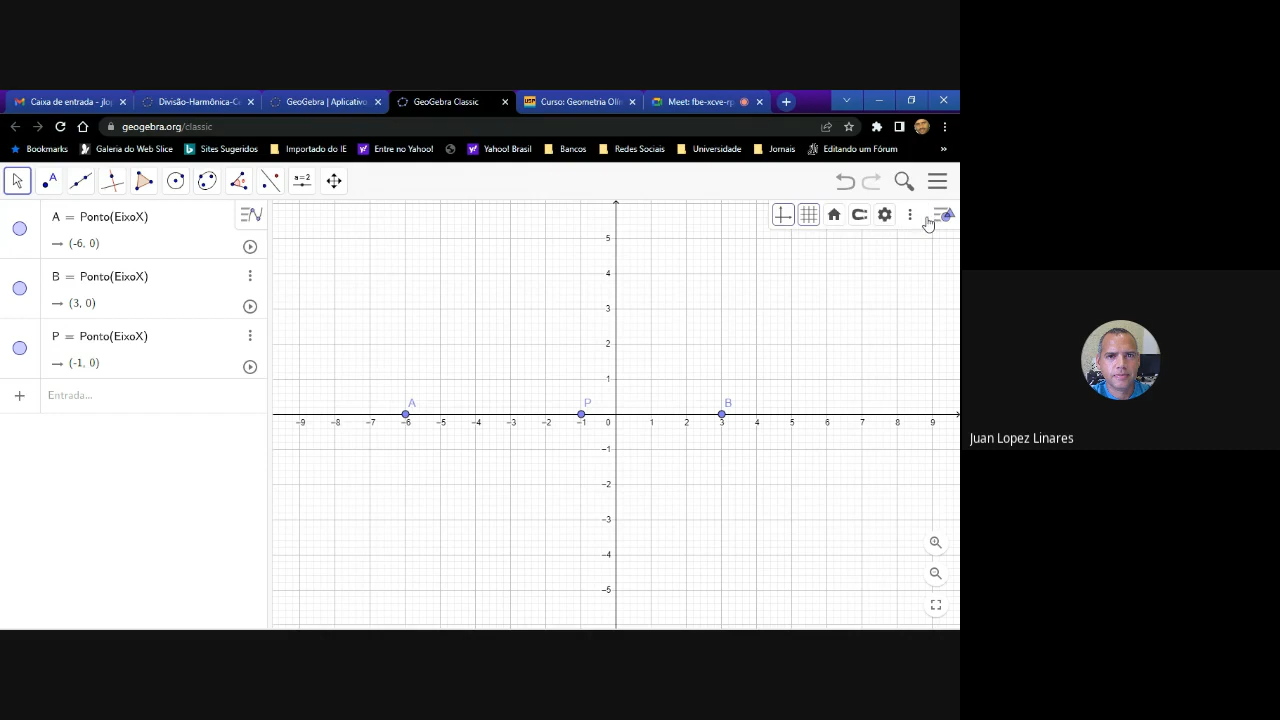 Caixa de entrada - jlo
Divisão-Harmônica-C
GeoGebra | Aplicativo
GeoGebra Classic
USP
Curso: Geometria Olí
Meet: fbe-xcve-r
geogebra.org/classic
Bookmarks
Galeria do Web Slice
Sites Sugeridos
Importado do IE
Entre no Yahoo!
Yahoo! Brasil
Bancos
Redes Sociais
Universidade
Jornais
Editando um Fórum
»
a=2
A = Ponto(EixoX)
→ (-6, 0)
B = Ponto(EixoX)
→ (3, 0)
P = Ponto(EixoX)
→ (-1, 0)
+ Entrada...
5
4
3
2
1
A P B
−9 −8 −7 −6 −5 −4 −3 −2 −1 0 1 2 3 4 5 6 7 8 9
−1
−2
−3
−4
−5
Juan Lopez Linares